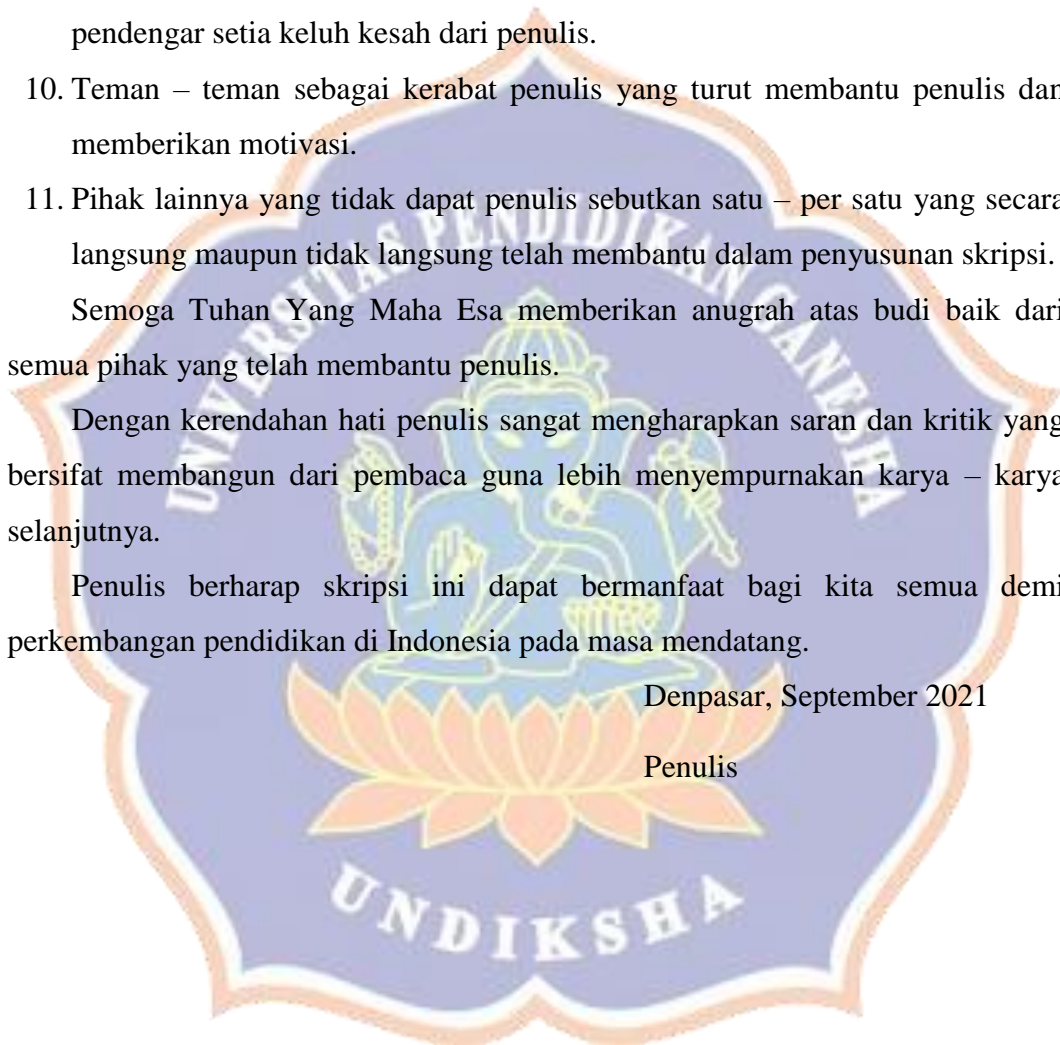 pendengar setia keluh kesah dari penulis.
10. Teman – teman sebagai kerabat penulis yang turut membantu penulis dan
memberikan motivasi.
11. Pihak lainnya yang tidak dapat penulis sebutkan satu – per satu yang secara
langsung maupun tidak langsung telah membantu dalam penyusunan skripsi.
Semoga Tuhan Yang Maha Esa memberikan anugrah atas budi baik dari
semua pihak yang telah membantu penulis.
Dengan kerendahan hati penulis sangat mengharapkan saran dan kritik yang
bersifat membangun dari pembaca guna lebih menyempurnakan karya – karya
selanjutnya.
Penulis berharap skripsi ini dapat bermanfaat bagi kita semua demi
perkembangan pendidikan di Indonesia pada masa mendatang.
Denpasar, September 2021
Penulis
UNIVERSITAS PENDIDIKAN GANESHA
UNDIKSHA